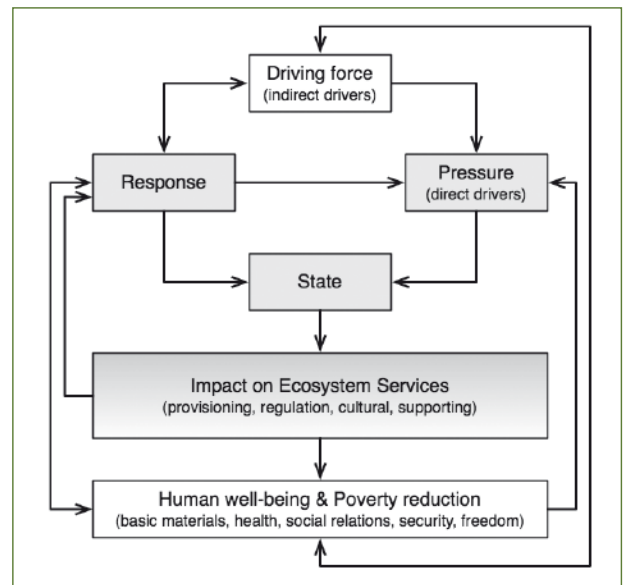 Driving force
(indirect drivers)
Response
Pressure
(direct drivers)
State
Impact on Ecosystem Services
(provisioning, regulation, cultural, supporting)
Human well-being & Poverty reduction
(basic materials, health, social relations, security, freedom)